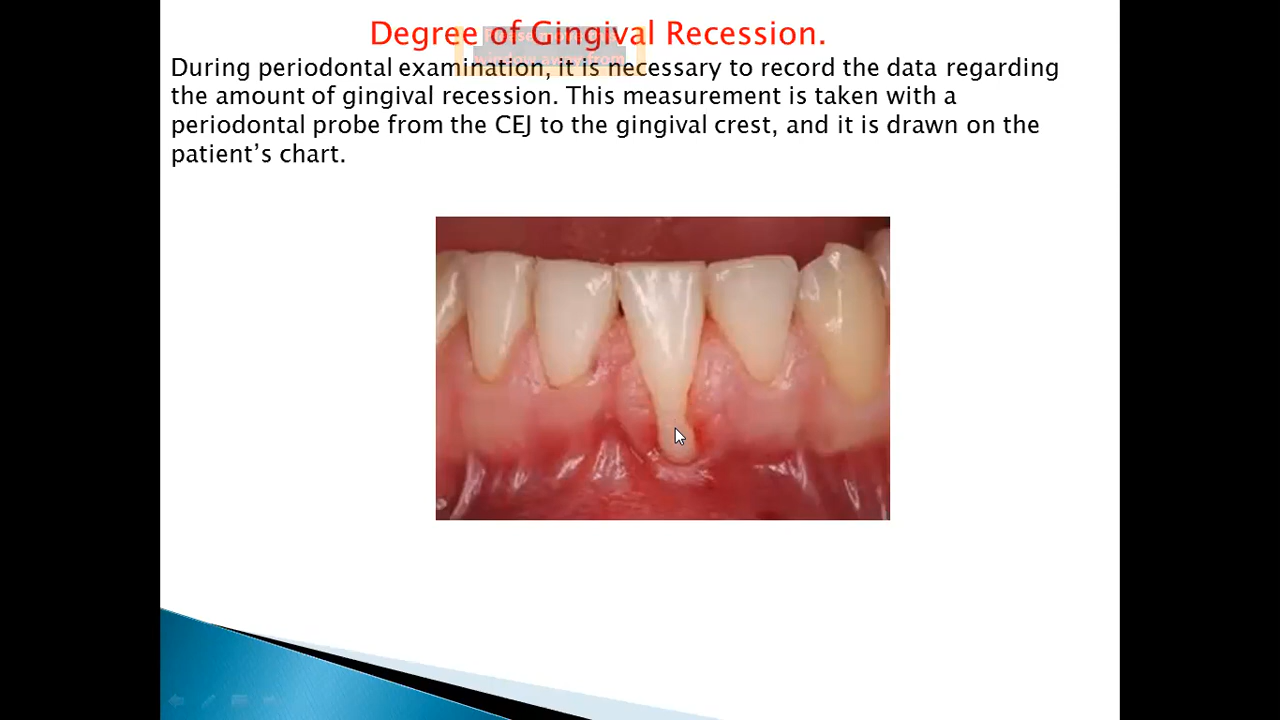 Degree of Gingival Recession.
During periodontal examination, it is necessary to record the data regarding
the amount of gingival recession. This measurement is taken with a
periodontal probe from the CEJ to the gingival crest, and it is drawn on the
patient’s chart.